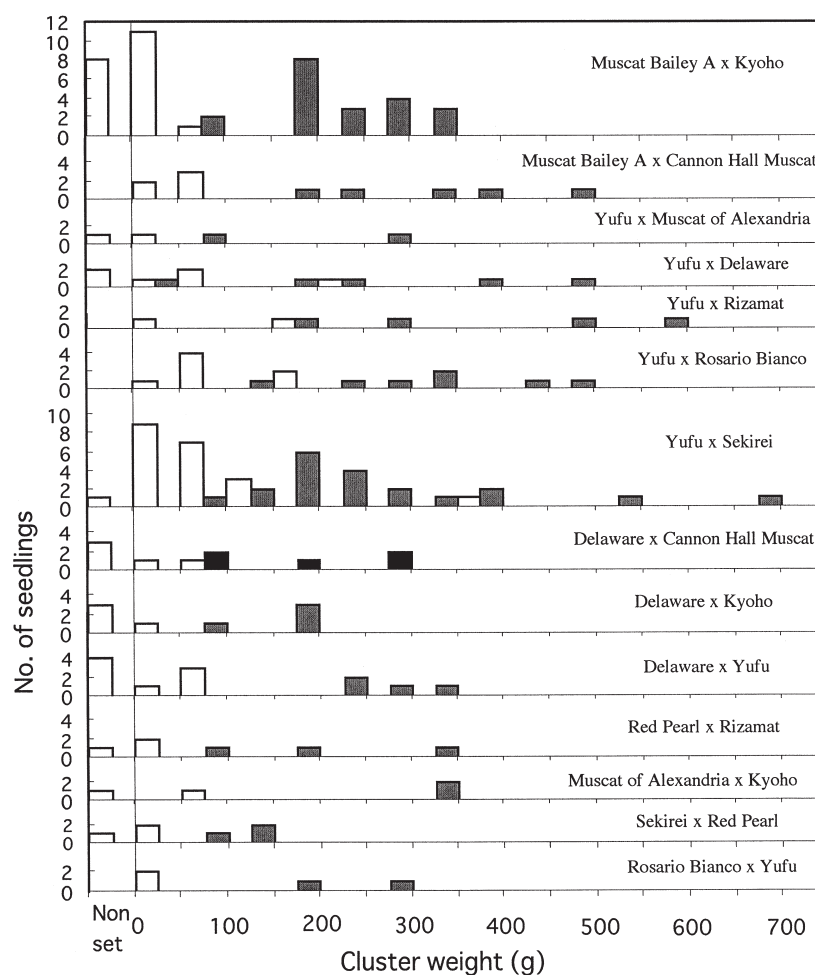 12
10
8
6
4
2
0
Muscat Bailey A x Kyoho
4
2
0
Muscat Bailey A x Cannon Hall Muscat
2
0
Yufu x Muscat of Alexandria
2
0
Yufu x Delaware
2
0
Yufu x Rizamat
4
2
0
Yufu x Rosario Bianco
10
8
6
4
2
0
Yufu x Sekirei
4
2
0
Delaware x Cannon Hall Muscat
4
2
0
Delaware x Kyoho
4
2
0
Delaware x Yufu
4
2
0
Red Pearl x Rizamat
2
0
Muscat of Alexandria x Kyoho
2
0
Sekirei x Red Pearl
2
0
Rosario Bianco x Yufu
No. of seedlings
Non set
0 100 200 300 400 500 600 700
Cluster weight (g)